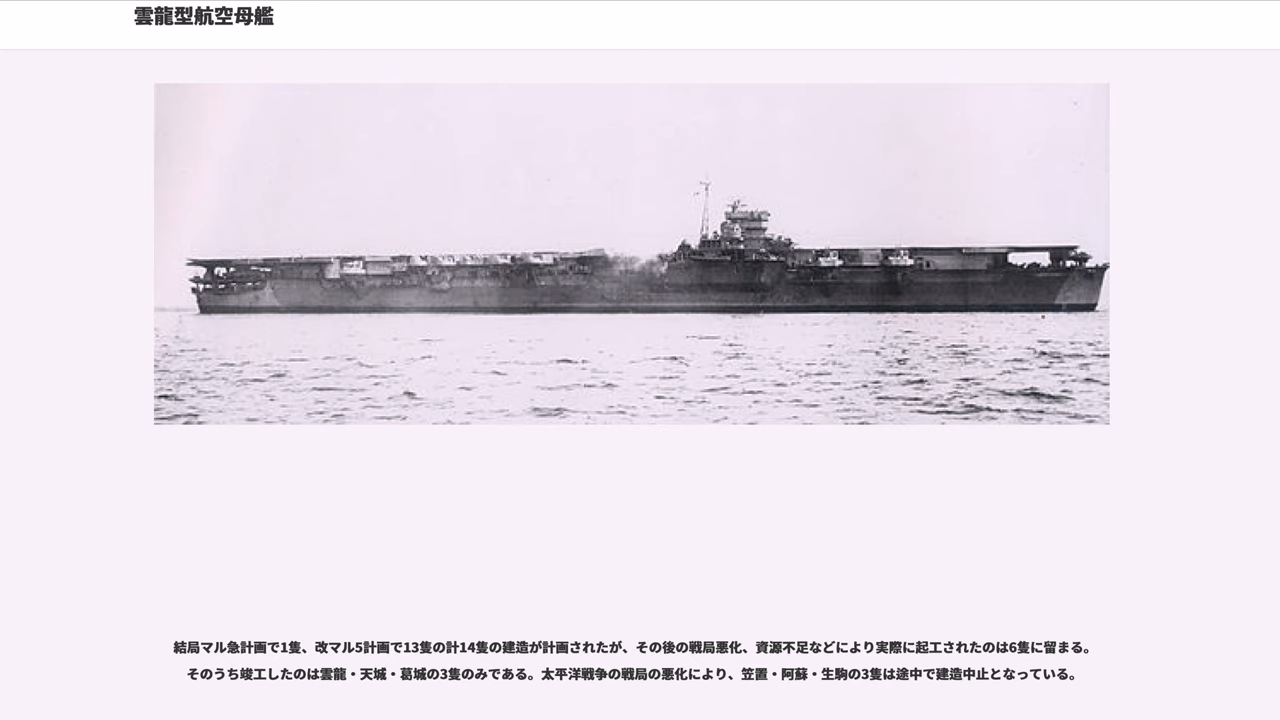 雲龍型航空母艦
結局マル急計画で1隻、改マル5計画で13隻の計14隻の建造が計画されたが、その後の戦局悪化、資源不足などにより実際に起工されたのは6隻に留まる。
そのうち竣工したのは雲龍・天城・葛城の3隻のみである。太平洋戦争の戦局の悪化により、笠置・阿蘇・生駒の3隻は途中で建造中止となっている。